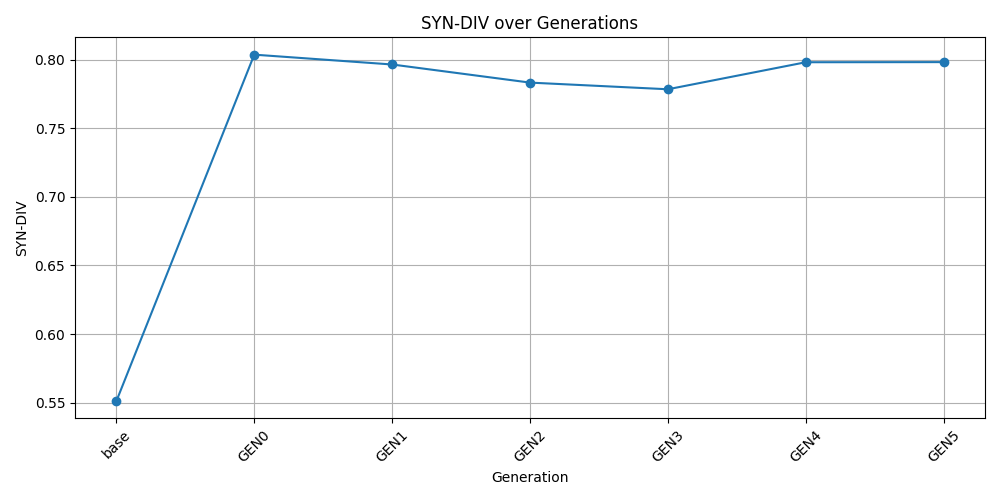 SYN-DIV over Generations
SYN-DIV
0.80
0.75
0.70
0.65
0.60
0.55
base
GEN0
GEN1
GEN2
GEN3
GEN4
GEN5
Generation